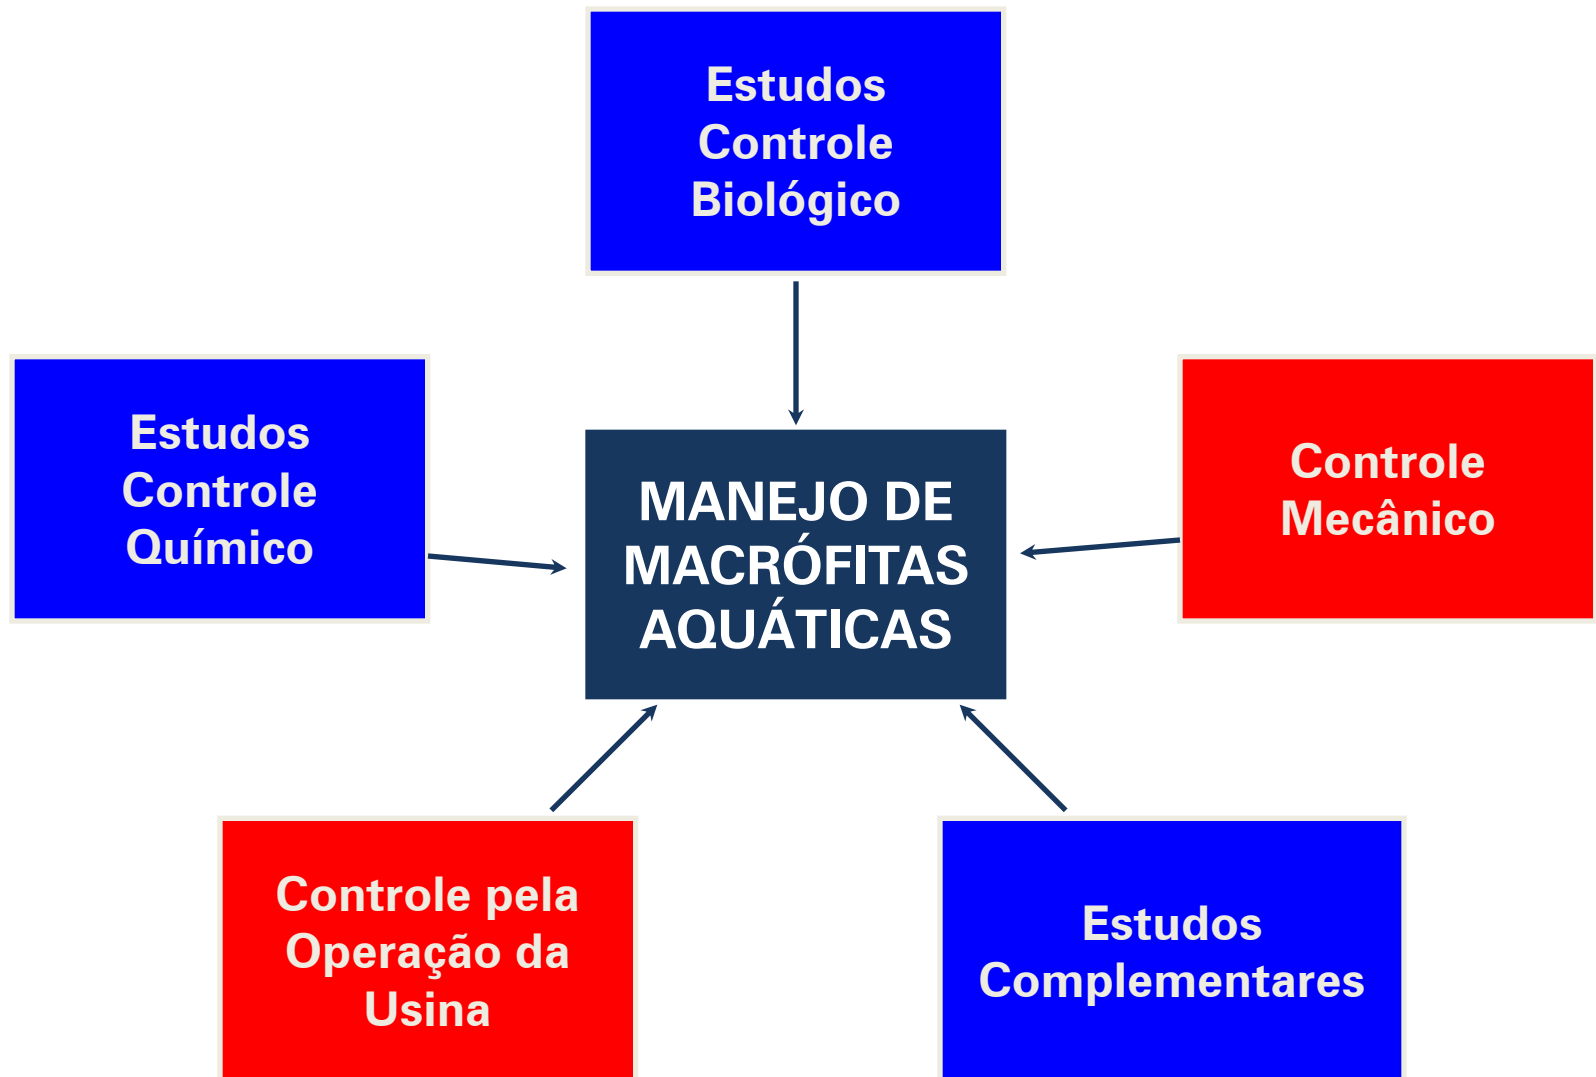 Estudos
Controle
Biológico
Estudos
Controle
Químico
MANEJO DE
MACRÓFITAS
AQUÁTICAS
Controle
Mecânico
Controle pela
Operação da
Usina
Estudos
Complementares